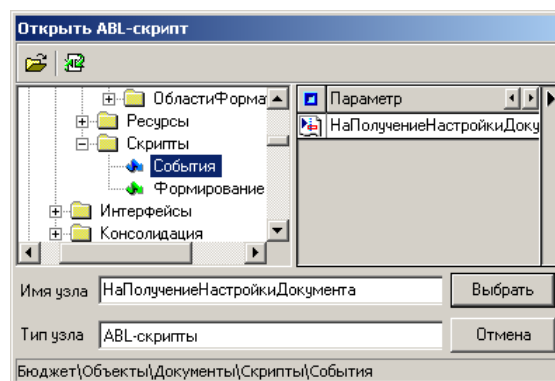 Открыть ABL-скрипт
ОбластиФорма
Ресурсы
Скрипты
События
Формирование
Интерфейсы
Консолидация
Параметр
НаПолучениеНастройкиДоку
Имя узла НаПолучениеНастройкиДокумента Выбрать
Тип узла ABL-скрипты Отмена
Бюджет\Объекты\Документы\Скрипты\События